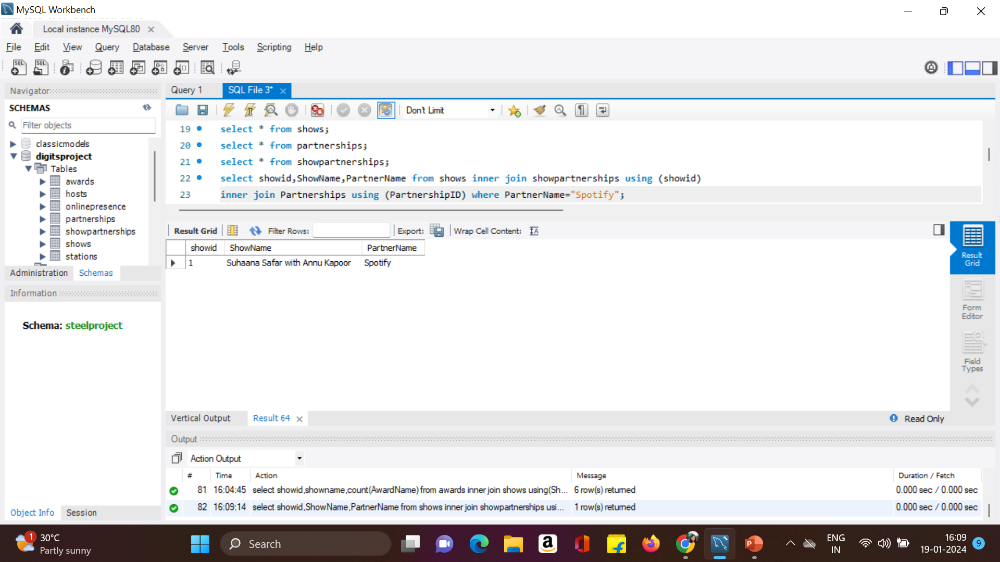 MySQL Workbench
Local instance MySQL80
File Edit View Query Database Server Tools Scripting Help
Navigator
SCHEMAS
Filter objects
classicmodels
digitsproject
Tables
awards
hosts
onlinepresence
partnerships
showpartnerships
shows
stations
Administration Schemas
Information
Schema: steelproject
Object Info Session
Query 1 SQL File 3*
Don't Limit
19 select * from shows;
20 select * from partnerships;
21 select * from showpartnerships;
22 select showid,ShowName,PartnerName from shows inner join showpartnerships using (showid)
23 inner join Partnerships using (PartnershipID) where PartnerName="Spotify";
Result Grid Filter Rows: Export: Wrap Cell Content:
showid ShowName PartnerName
1 Suhaana Safar with Annu Kapoor Spotify
Result Grid
Form Editor
Field Types
Vertical Output Result 64 Read Only
Output
Action Output
# Time Action Message Duration / Fetch
81 16:04:45 select showid,showname,count(AwardName) from awards inner join shows using(Sh... 6 row(s) returned 0.000 sec / 0.000 sec
82 16:09:14 select showid,ShowName,PartnerName from shows inner join showpartnerships usi... 1 row(s) returned 0.000 sec / 0.000 sec
1 30°C
Partly sunny
Search
ENG
IN
16:09
19-01-2024
9